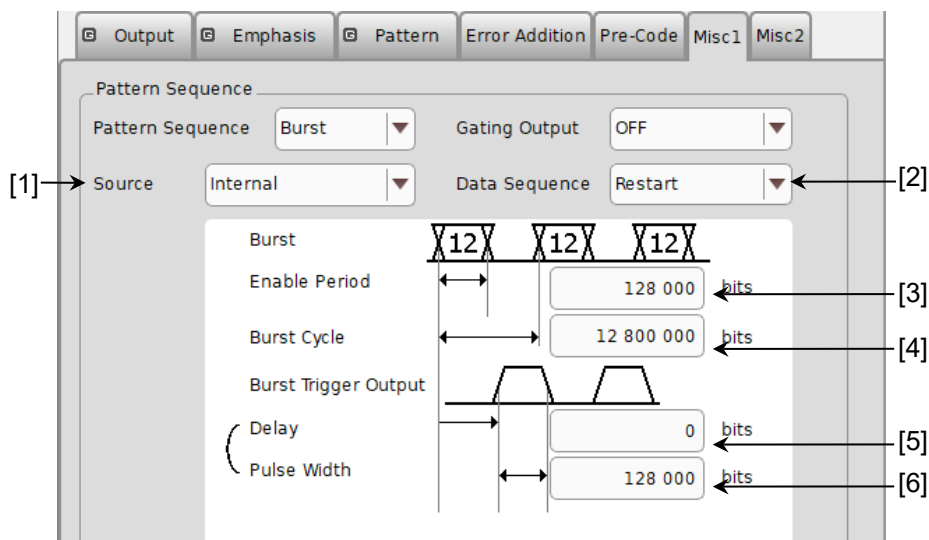 G Output G Emphasis G Pattern Error Addition Pre-Code Misc1 Misc2
Pattern Sequence
Pattern Sequence Burst Gating Output OFF
[1] Source Internal Data Sequence Restart [2]
Burst 12 12 12
Enable Period 128 000 bits [3]
Burst Cycle 12 800 000 bits [4]
Burst Trigger Output
Delay 0 bits [5]
Pulse Width 128 000 bits [6]